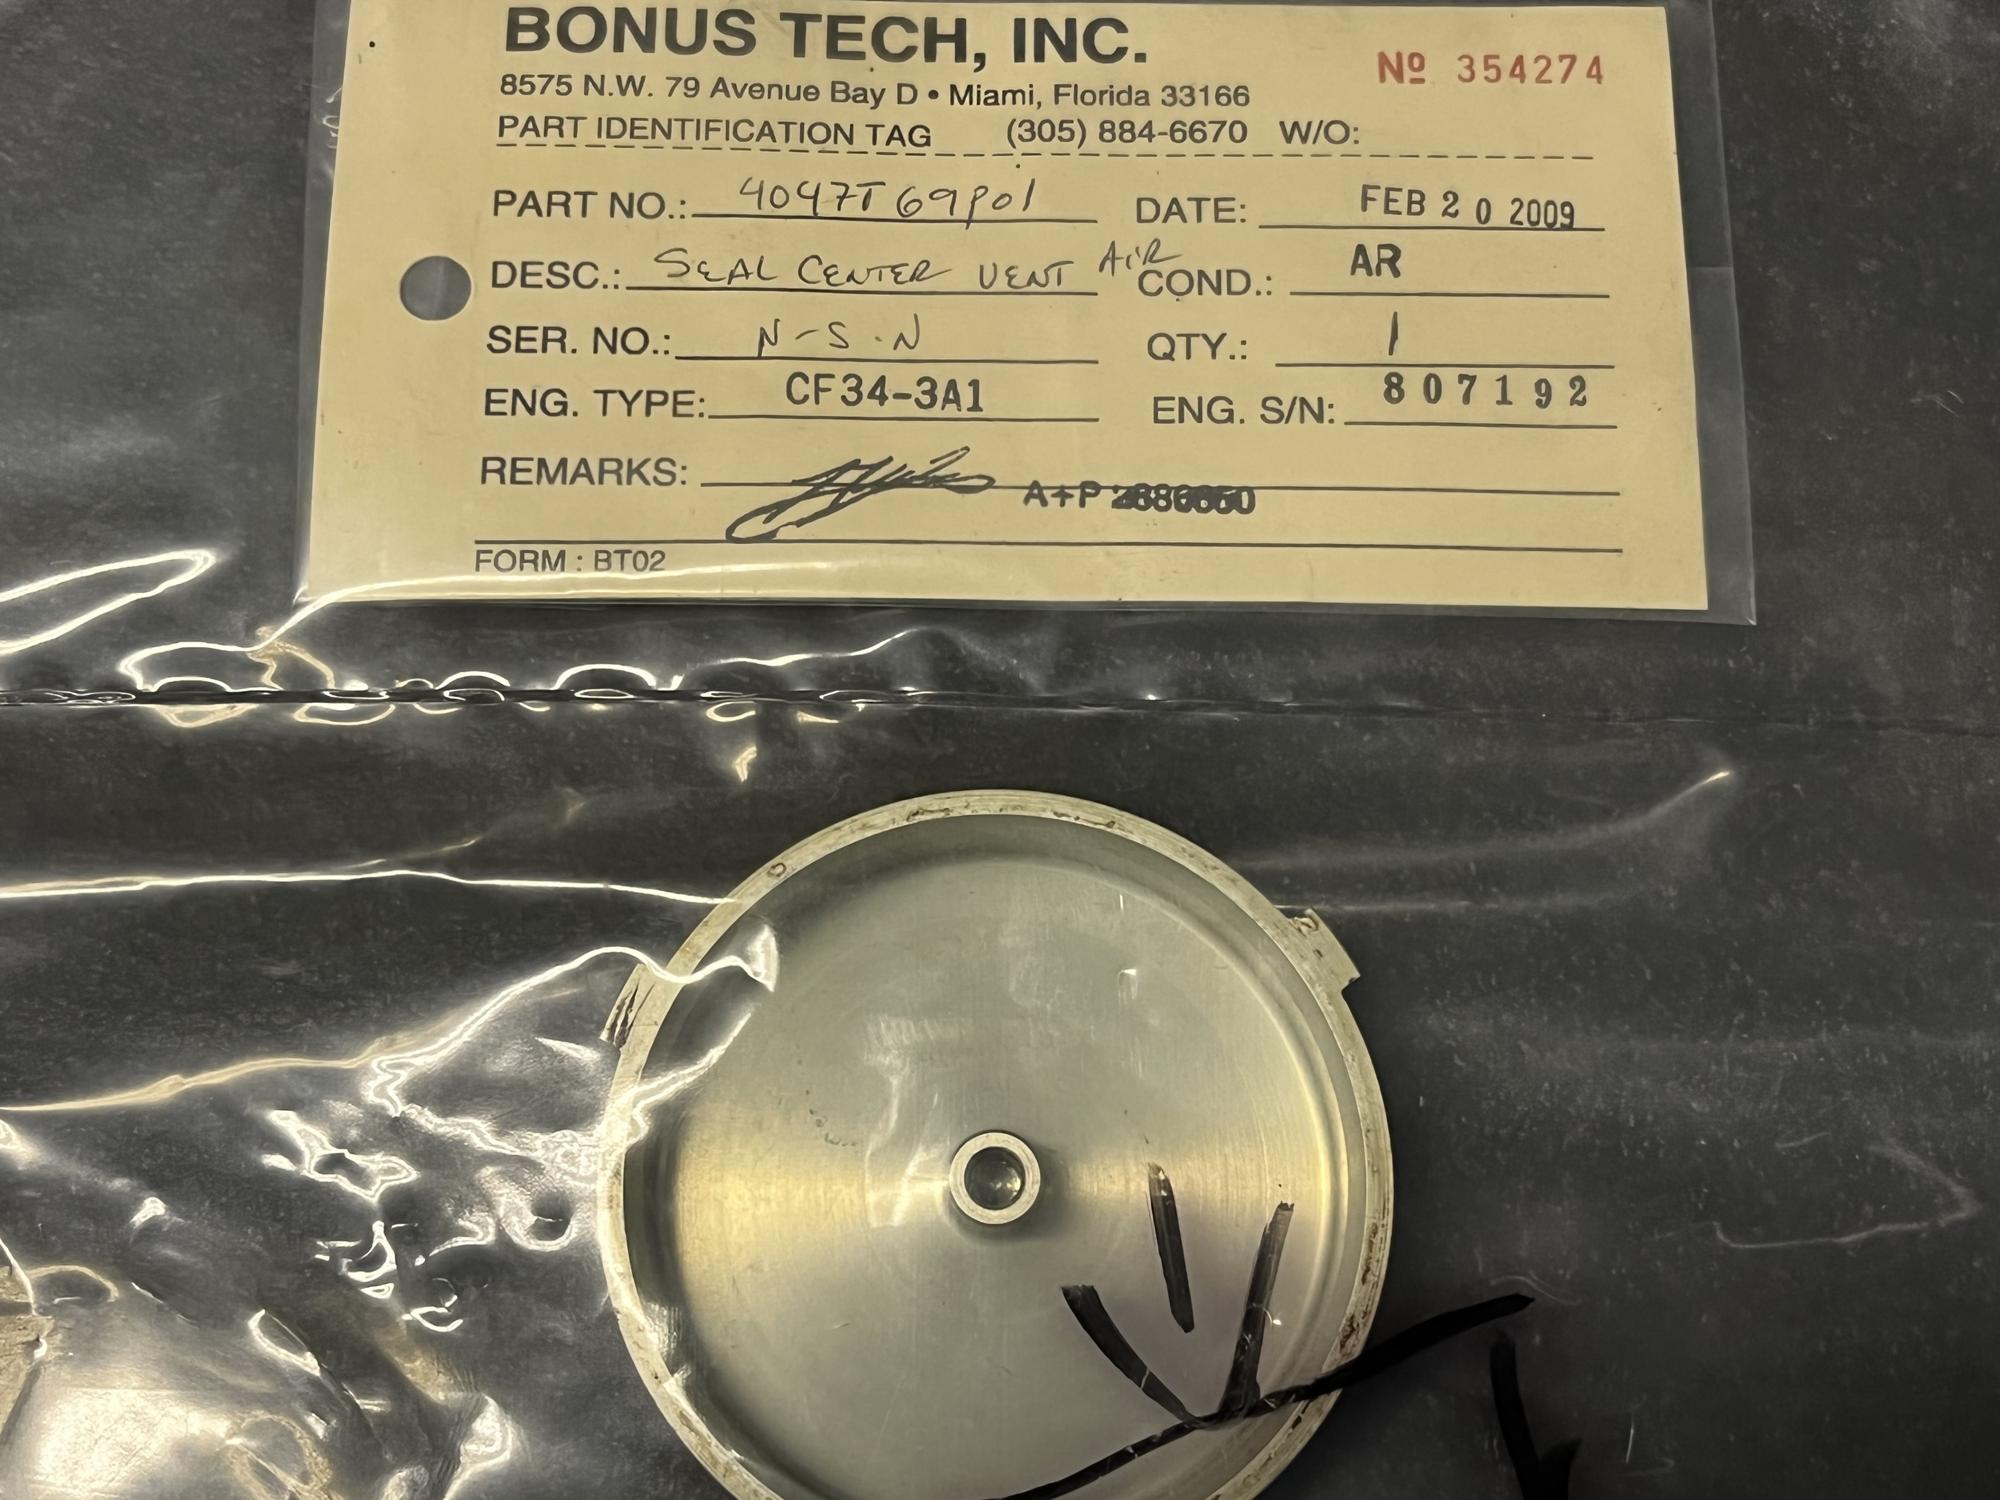 BONUS TECH, INC.
Nº 354274
8575 N.W. 79 Avenue Bay D • Miami, Florida 33166
PART IDENTIFICATION TAG (305) 884-6670 W/O:
PART NO.: 4047T69P01 DATE: FEB 20 2009
DESC.: SEAL CENTER VENT AIR COND.: AR
SER. NO.: N-S.N QTY.: 1
ENG. TYPE: CF34-3A1 ENG. S/N: 807192
REMARKS: A+P
FORM : BT02